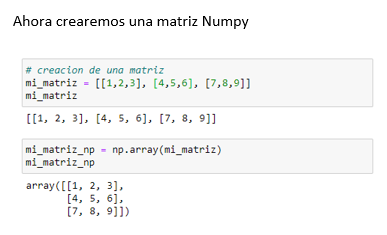 Ahora crearemos una matriz Numpy
# creacion de una matriz
mi_matriz = [[1,2,3], [4,5,6], [7,8,9]]
mi_matriz
[[1, 2, 3], [4, 5, 6], [7, 8, 9]]
mi_matriz_np = np.array(mi_matriz)
mi_matriz_np
array([[1, 2, 3],
       [4, 5, 6],
       [7, 8, 9]])